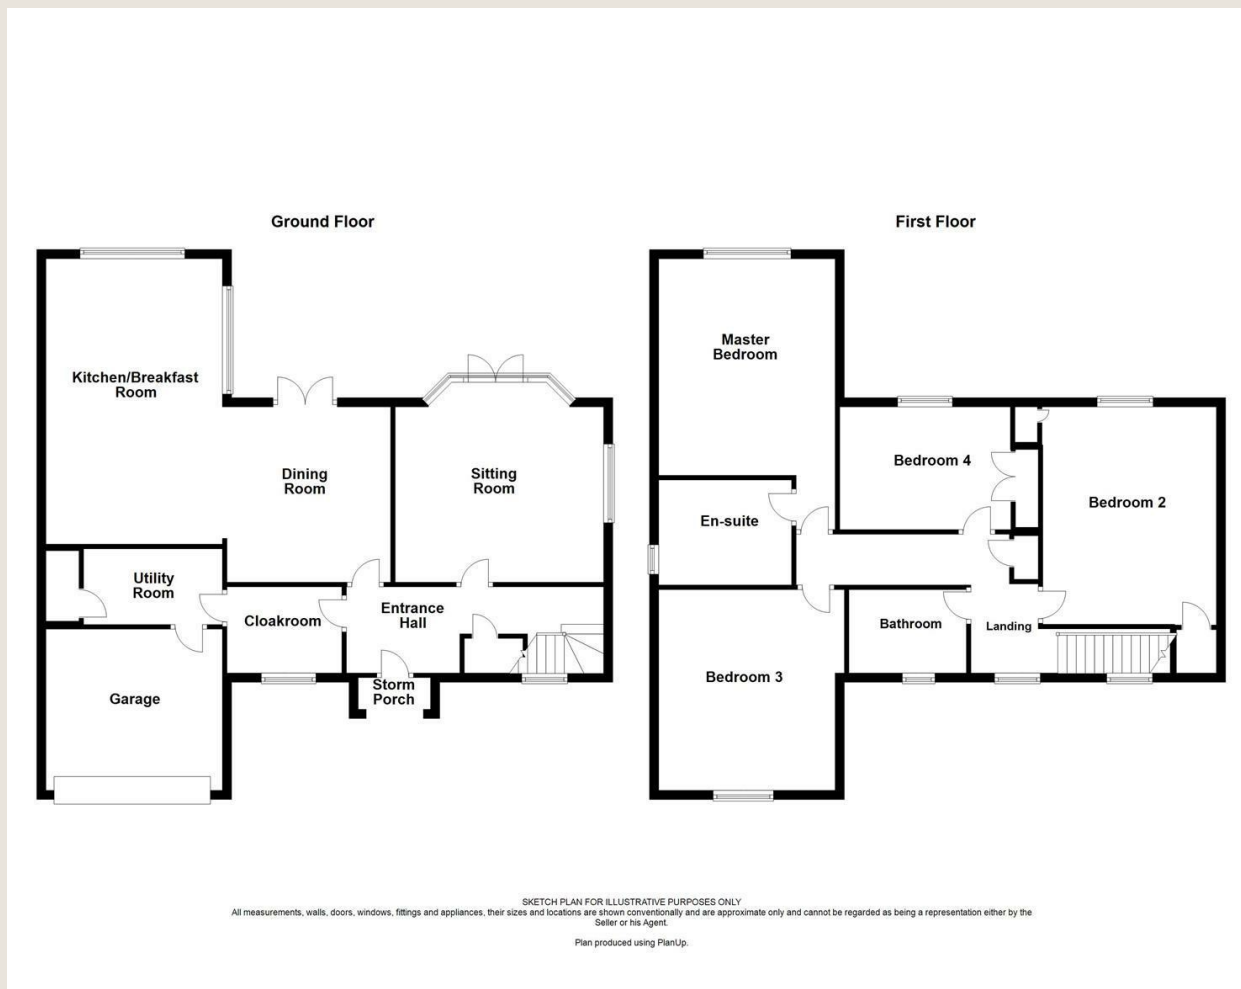 Ground Floor
Kitchen/Breakfast
Room
Dining
Room
Sitting
Room
Utility
Room
Cloakroom
Entrance
Hall
Garage
Storm
Porch
First Floor
Master
Bedroom
Bedroom 4
Bedroom 2
En-suite
Bathroom
Landing
Bedroom 3
SKETCH PLAN FOR ILLUSTRATIVE PURPOSES ONLY
All measurements, walls, doors, windows, fittings and appliances, their sizes and locations are shown conventionally and are approximate only and cannot be regarded as being a representation either by the
Seller or his Agent.
Plan produced using PlanUp.